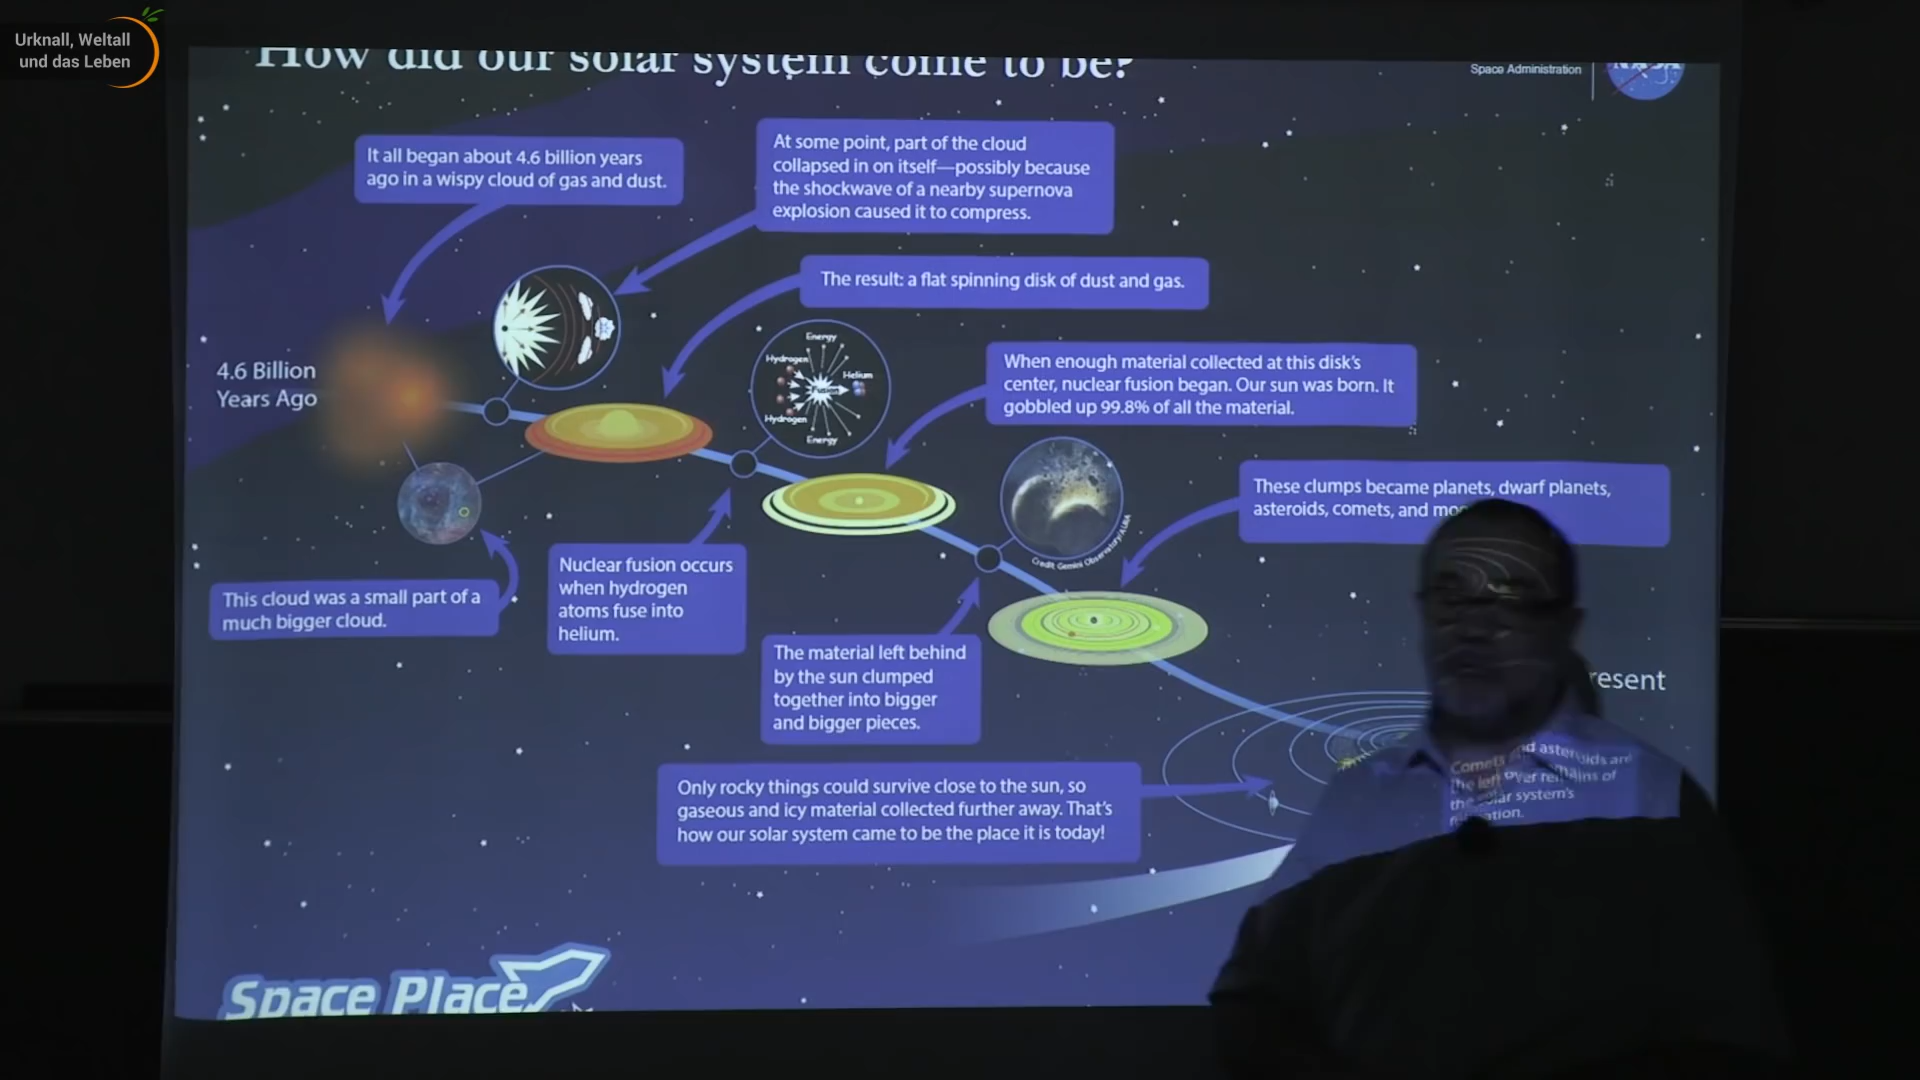 Urknall, Weltall
und das Leben
How did our solar system come to be?
Space Administration
NASA
It all began about 4.6 billion years
ago in a wispy cloud of gas and dust.
At some point, part of the cloud
collapsed in on itself—possibly because
the shockwave of a nearby supernova
explosion caused it to compress.
The result: a flat spinning disk of dust and gas.
4.6 Billion
Years Ago
Energy
Hydrogen
Helium
Fusion
Hydrogen
Energy
When enough material collected at this disk's
center, nuclear fusion began. Our sun was born. It
gobbled up 99.8% of all the material.
These clumps became planets, dwarf planets,
asteroids, comets, and
Credit: Gemini Observatory/AURA
This cloud was a small part of a
much bigger cloud.
Nuclear fusion occurs
when hydrogen
atoms fuse into
helium.
The material left behind
by the sun clumped
together into bigger
and bigger pieces.
resent
Comets and asteroids are
the left over remains of
the solar system's
Only rocky things could survive close to the sun, so
gaseous and icy material collected further away. That's
how our solar system came to be the place it is today!
Space Place